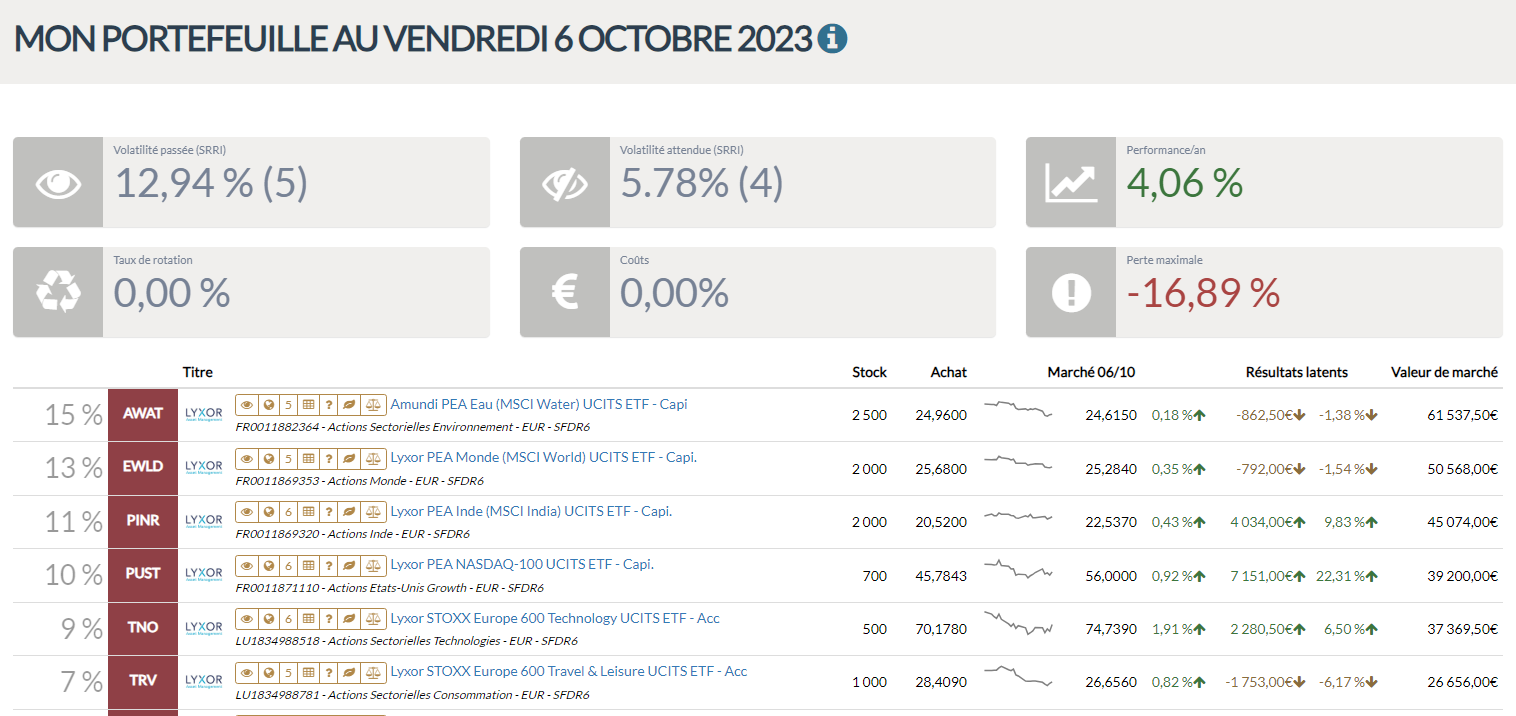 MON PORTEFEUILLE AU VENDREDI 6 OCTOBRE 2023
Volatilité passée (SRRI)
12,94 % (5)
Volatilité attendue (SRRI)
5.78% (4)
Performance/an
4,06 %
Taux de rotation
0,00 %
Coûts
0,00%
Perte maximale
-16,89 %
Titre Stock Achat Marché 06/10 Résultats latents Valeur de marché
15 % AWAT LYXOR 5 ? Amundi PEA Eau (MSCI Water) UCITS ETF - Capi 2 500 24,9600 24,6150 0,18 % -862,50€ -1,38 % 61 537,50€
FR0011882364 - Actions Sectorielles Environnement - EUR - SFDR6
13 % EWLD LYXOR 5 ? Lyxor PEA Monde (MSCI World) UCITS ETF - Capi. 2 000 25,6800 25,2840 0,35 % -792,00€ -1,54 % 50 568,00€
FR0011869353 - Actions Monde - EUR - SFDR6
11 % PINR LYXOR 6 ? Lyxor PEA Inde (MSCI India) UCITS ETF - Capi. 2 000 20,5200 22,5370 0,43 % 4 034,00€ 9,83 % 45 074,00€
FR0011869320 - Actions Inde - EUR - SFDR6
10 % PUST LYXOR 6 ? Lyxor PEA NASDAQ-100 UCITS ETF - Capi. 700 45,7843 56,0000 0,92 % 7 151,00€ 22,31 % 39 200,00€
FR0011871110 - Actions Etats-Unis Growth - EUR - SFDR6
9 % TNO LYXOR 6 ? Lyxor STOXX Europe 600 Technology UCITS ETF - Acc 500 70,1780 74,7390 1,91 % 2 280,50€ 6,50 % 37 369,50€
LU1834988518 - Actions Sectorielles Technologies - EUR - SFDR6
7 % TRV LYXOR 5 ? Lyxor STOXX Europe 600 Travel & Leisure UCITS ETF - Acc 1 000 28,4090 26,6560 0,82 % -1 753,00€ -6,17 % 26 656,00€
LU1834988781 - Actions Sectorielles Consommation - EUR - SFDR6